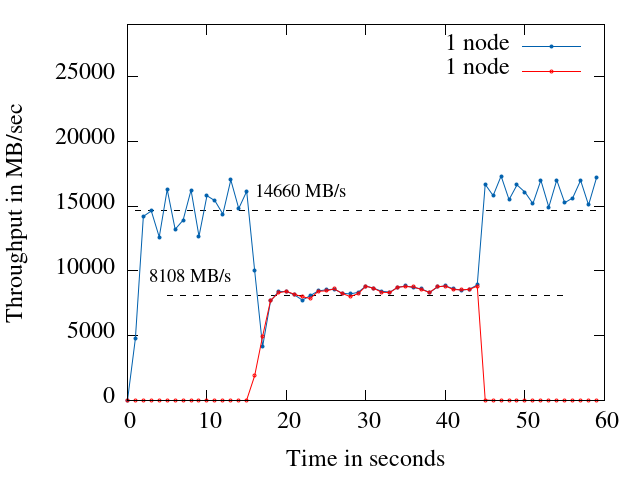 1 node
1 node
25000
20000
15000
10000
5000
0
14660 MB/s
8108 MB/s
0 10 20 30 40 50 60
Throughput in MB/sec
Time in seconds